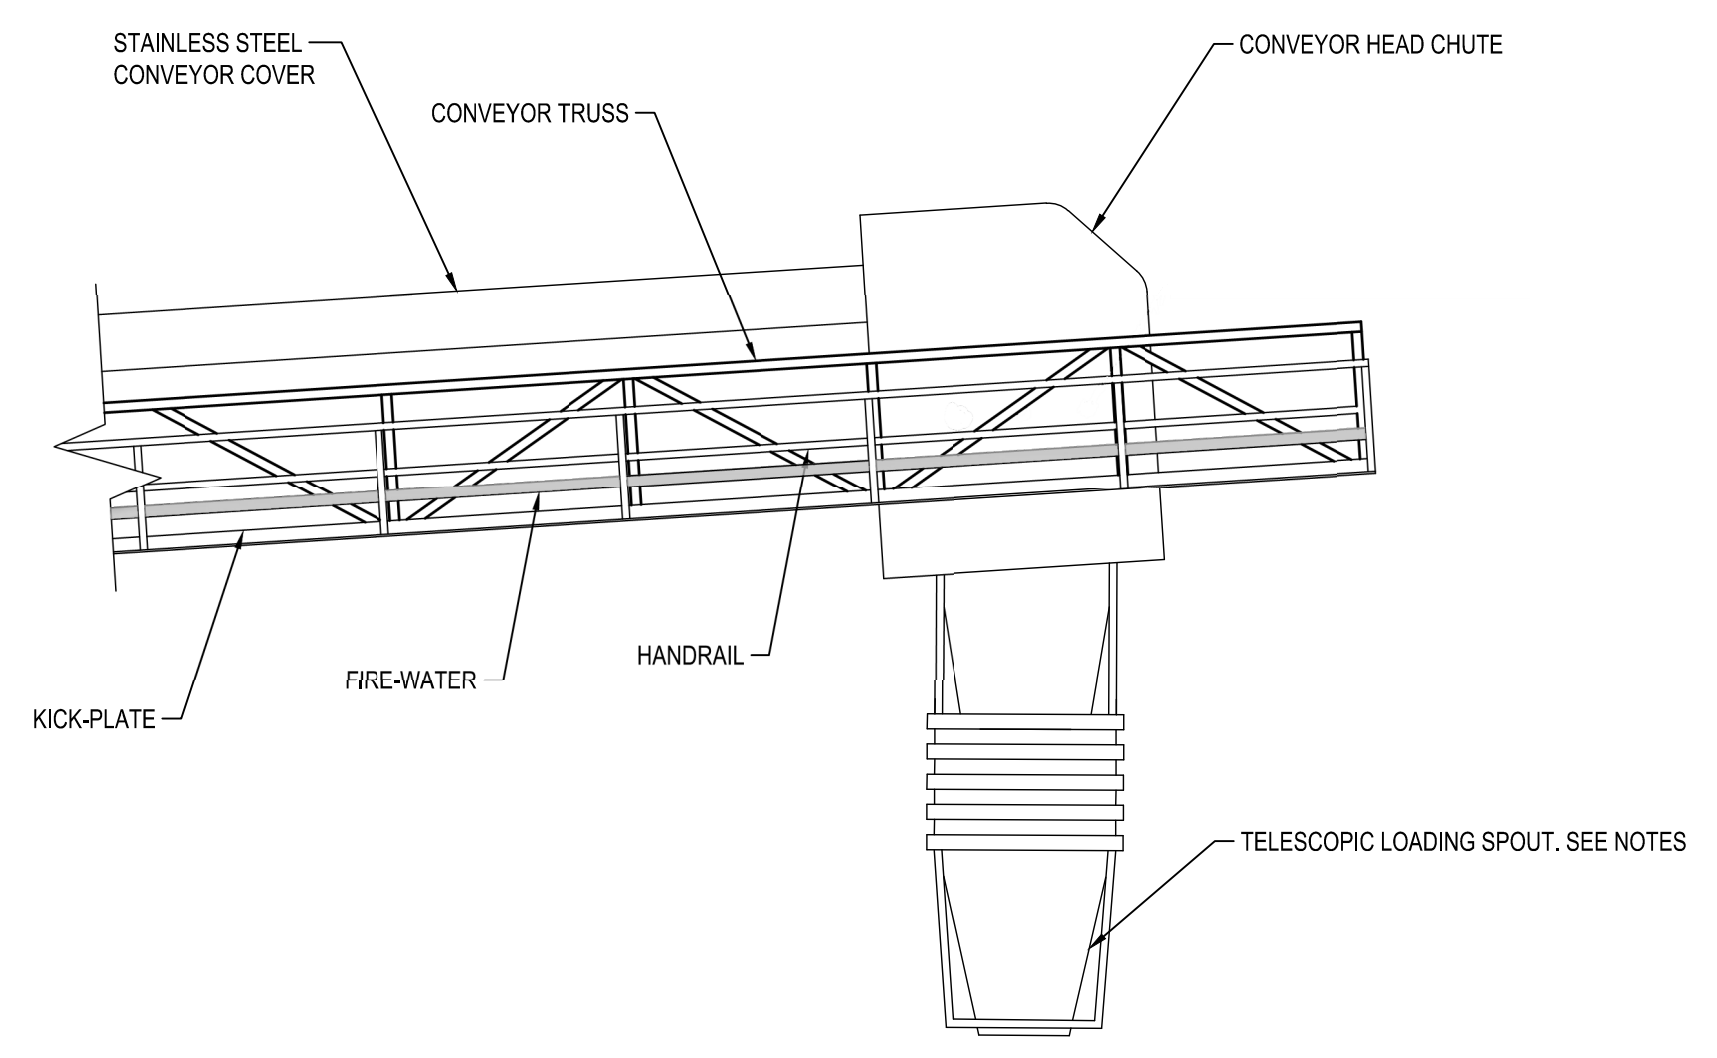 STAINLESS STEEL
CONVEYOR COVER
CONVEYOR HEAD CHUTE
CONVEYOR TRUSS
HANDRAIL
FIRE-WATER
KICK-PLATE
TELESCOPIC LOADING SPOUT. SEE NOTES